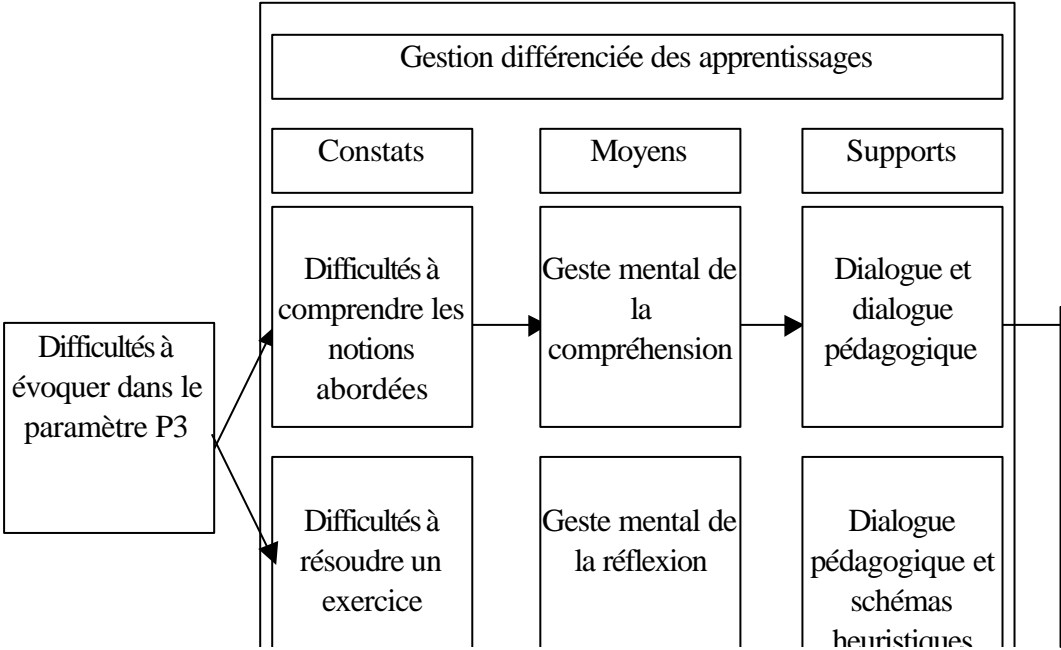 Gestion différenciée des apprentissages
Constats
Moyens
Supports
Difficultés à
évoquer dans le
paramètre P3
Difficultés à
comprendre les
notions
abordées
Geste mental de
la
compréhension
Dialogue et
dialogue
pédagogique
Difficultés à
résoudre un
exercice
Geste mental de
la réflexion
Dialogue
pédagogique et
schémas
heuristiques